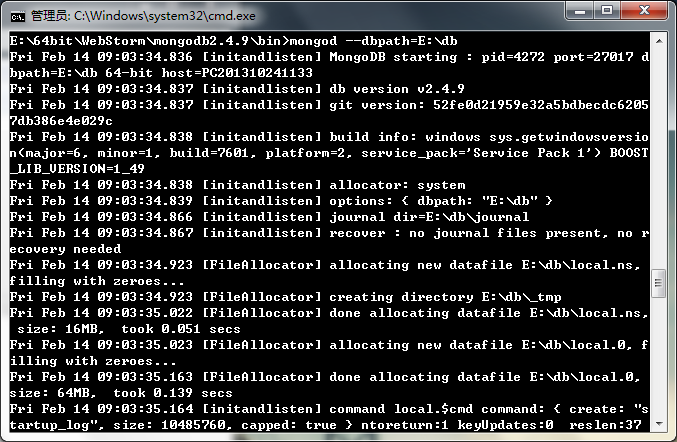 管理员: C:\Windows\system32\cmd.exe
E:\64bit\WebStorm\mongodb2.4.9\bin>mongod --dbpath=E:\db
Fri Feb 14 09:03:34.836 [initandlisten] MongoDB starting : pid=4272 port=27017 d
bpath=E:\db 64-bit host=PC201310241133
Fri Feb 14 09:03:34.837 [initandlisten] db version v2.4.9
Fri Feb 14 09:03:34.837 [initandlisten] git version: 52fe0d21959e32a5bdbecdc6205
7db386e4e029c
Fri Feb 14 09:03:34.838 [initandlisten] build info: windows sys.getwindowsversio
n(major=6, minor=1, build=7601, platform=2, service_pack='Service Pack 1') BOOST
_LIB_VERSION=1_49
Fri Feb 14 09:03:34.838 [initandlisten] allocator: system
Fri Feb 14 09:03:34.839 [initandlisten] options: { dbpath: "E:\db" }
Fri Feb 14 09:03:34.866 [initandlisten] journal dir=E:\db\journal
Fri Feb 14 09:03:34.867 [initandlisten] recover : no journal files present, no r
ecovery needed
Fri Feb 14 09:03:34.923 [FileAllocator] allocating new datafile E:\db\local.ns,
filling with zeroes...
Fri Feb 14 09:03:34.923 [FileAllocator] creating directory E:\db\_tmp
Fri Feb 14 09:03:35.022 [FileAllocator] done allocating datafile E:\db\local.ns,
 size: 16MB,  took 0.051 secs
Fri Feb 14 09:03:35.023 [FileAllocator] allocating new datafile E:\db\local.0, f
illing with zeroes...
Fri Feb 14 09:03:35.163 [FileAllocator] done allocating datafile E:\db\local.0,
size: 64MB,  took 0.139 secs
Fri Feb 14 09:03:35.164 [initandlisten] command local.$cmd command: { create: "s
tartup_log", size: 10485760, capped: true } ntoreturn:1 keyUpdates:0  reslen:37